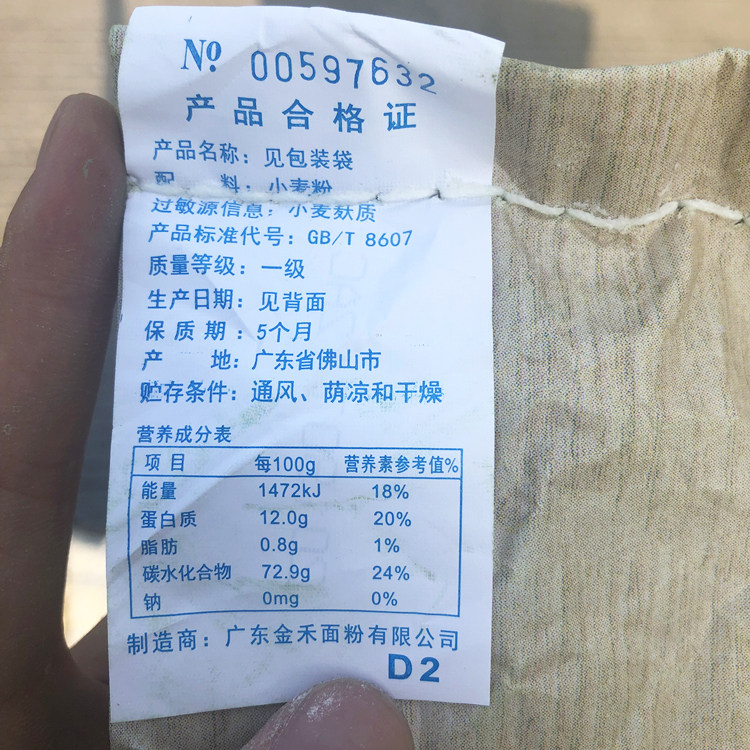 № 00597632
产品合格证
产品名称：见包装袋
配 料：小麦粉
过敏源信息：小麦麸质
产品标准代号：GB/T 8607
质量等级：一级
生产日期：见背面
保质期：5个月
产 地：广东省佛山市
贮存条件：通风、荫凉和干燥
营养成分表
项目 每100g 营养素参考值%
能量 1472kJ 18%
蛋白质 12.0g 20%
脂肪 0.8g 1%
碳水化合物 72.9g 24%
钠 0mg 0%
制造商：广东金禾面粉有限公司
D2